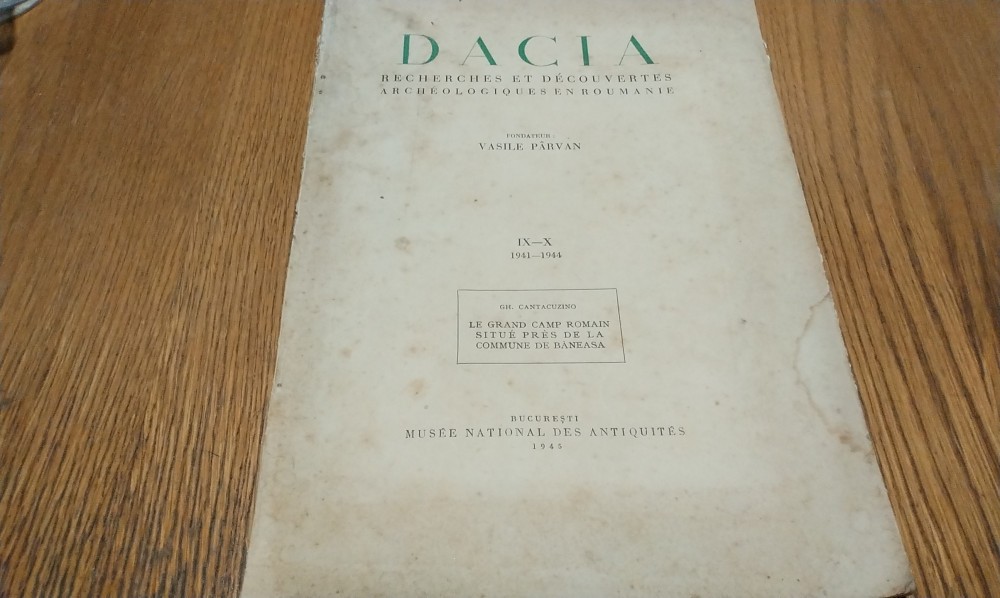 DACIA
RECHERCHES ET DÉCOUVERTES
ARCHÉOLOGIQUES EN ROUMANIE
FONDATEUR:
VASILE PÂRVAN
IX—X
1941—1944
GH. CANTACUZINO
LE GRAND CAMP ROMAIN
SITUÉ PRÈS DE LA
COMMUNE DE BĂNEASA
BUCUREȘTI
MUSÉE NATIONAL DES ANTIQUITÉS
1945